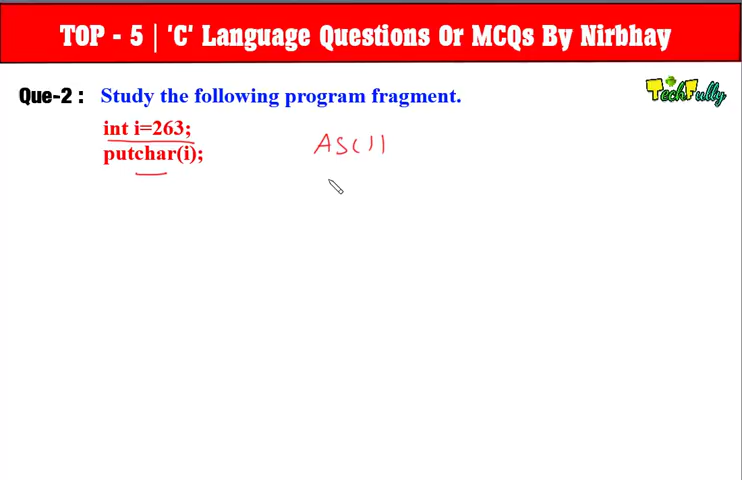 TOP - 5 | 'C' Language Questions Or MCQs By Nirbhay
Que-2 : Study the following program fragment.
TechFully
int i=263;
putchar(i);
ASCII